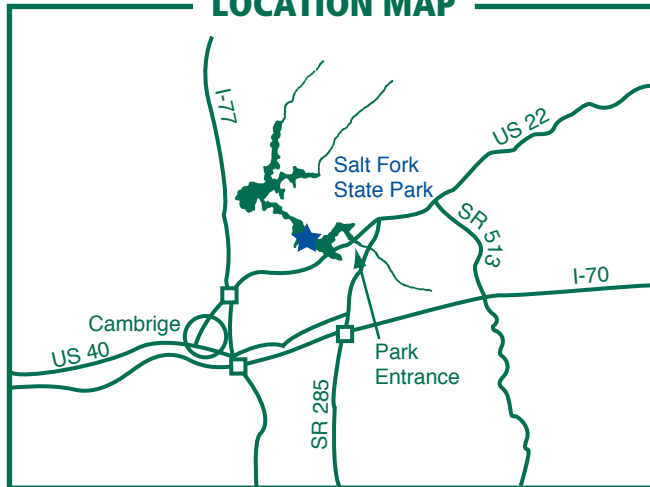 LOCATION MAP
I-77
US 22
Salt Fork
State Park
SR 513
I-70
Cambrige
US 40
Park
Entrance
SR 285